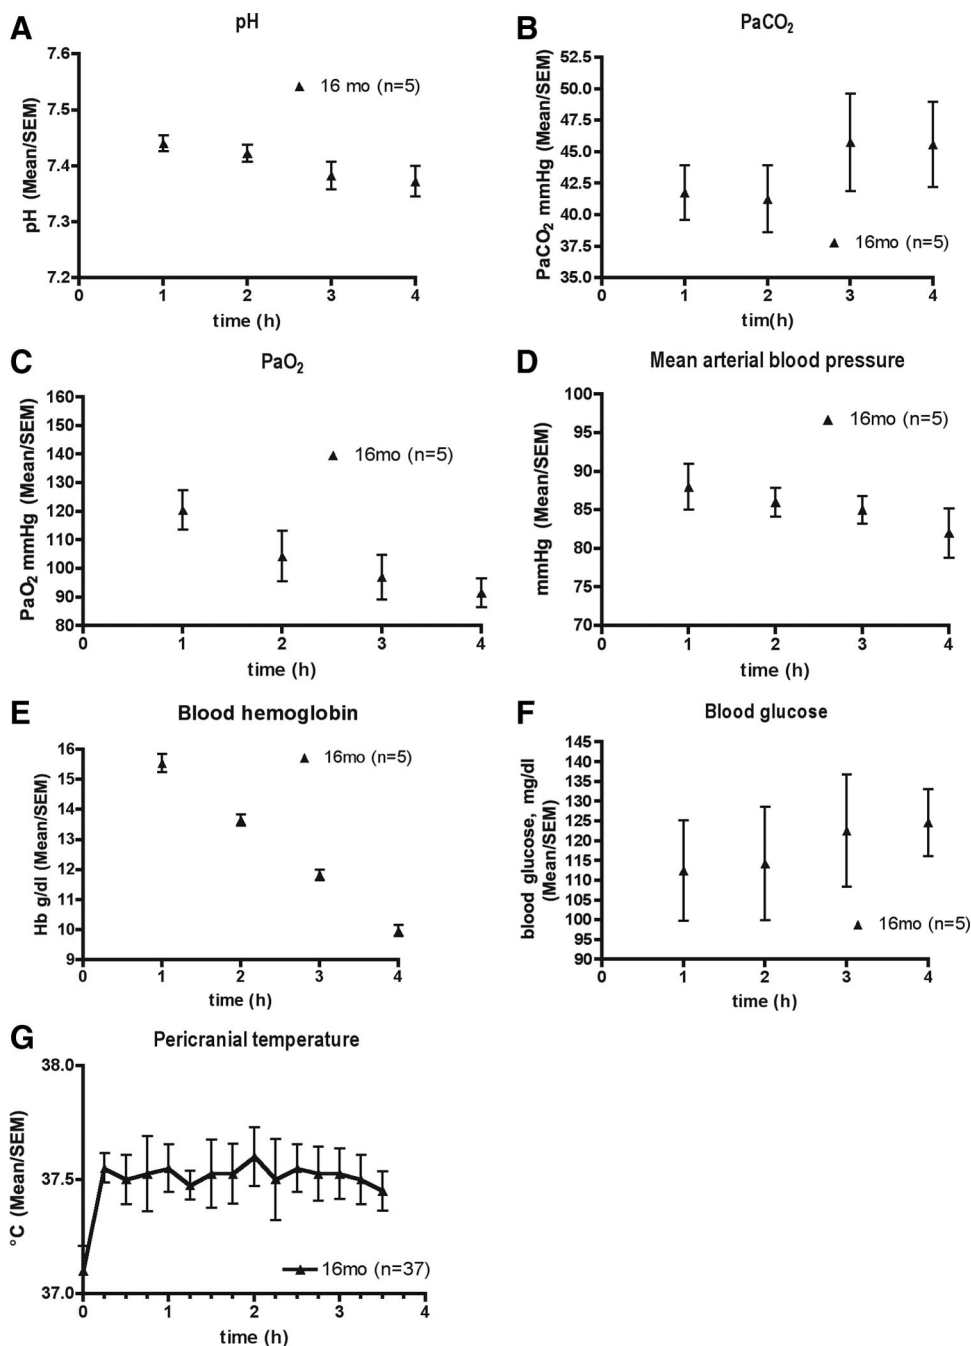 A
pH
pH (Mean/SEM)
7.6
7.5
7.4
7.3
7.2
16 mo (n=5)
0 1 2 3 4
time (h)
B
PaCO2
PaCO2 mmHg (Mean/SEM)
52.5
50.0
47.5
45.0
42.5
40.0
37.5
35.0
16mo (n=5)
0 1 2 3 4
tim(h)
C
PaO2
PaO2 mmHg (Mean/SEM)
160
150
140
130
120
110
100
90
80
16mo (n=5)
0 1 2 3 4
time (h)
D
Mean arterial blood pressure
mmHg (Mean/SEM)
100
95
90
85
80
75
70
16mo (n=5)
0 1 2 3 4
time (h)
E
Blood hemoglobin
Hb g/dl (Mean/SEM)
16
15
14
13
12
11
10
9
16mo (n=5)
0 1 2 3 4
time (h)
F
Blood glucose
blood glucose, mg/dl
(Mean/SEM)
145
140
135
130
125
120
115
110
105
100
95
90
16mo (n=5)
0 1 2 3 4
time (h)
G
Pericranial temperature
°C (Mean/SEM)
38.0
37.5
37.0
16mo (n=37)
0 1 2 3 4
time (h)